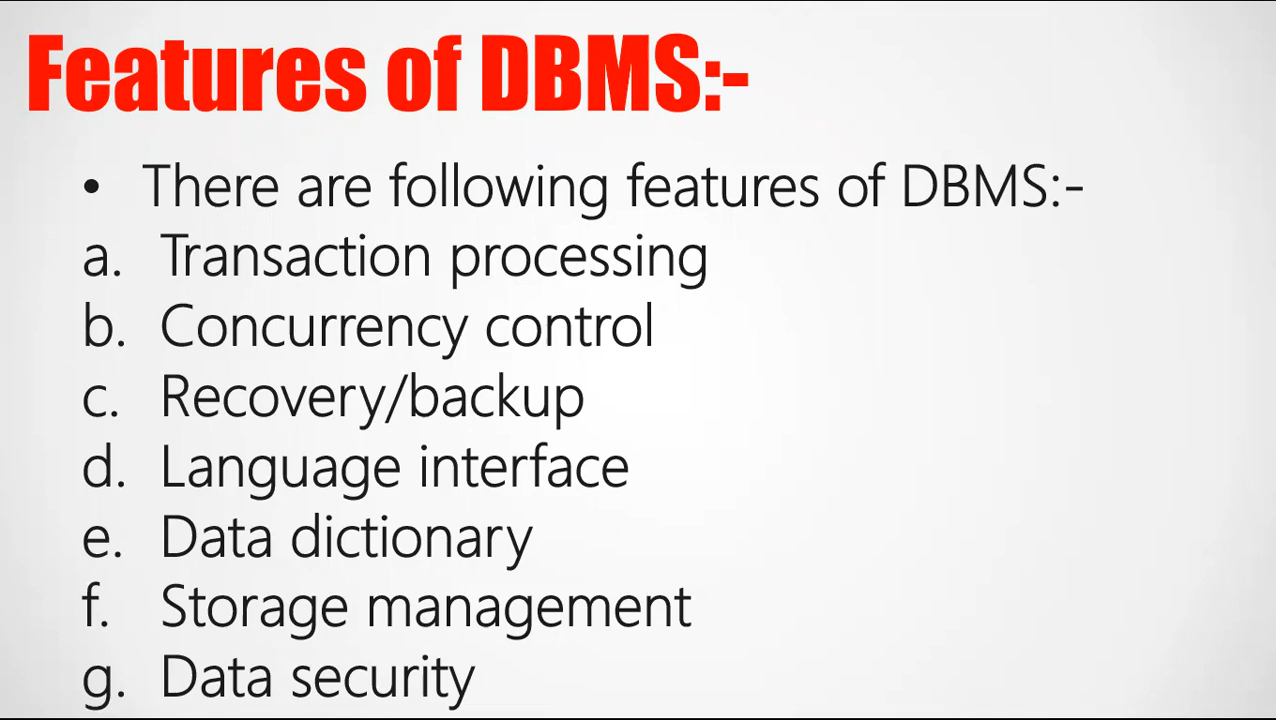 Features of DBMS:-
• There are following features of DBMS:-
a. Transaction processing
b. Concurrency control
c. Recovery/backup
d. Language interface
e. Data dictionary
f. Storage management
g. Data security